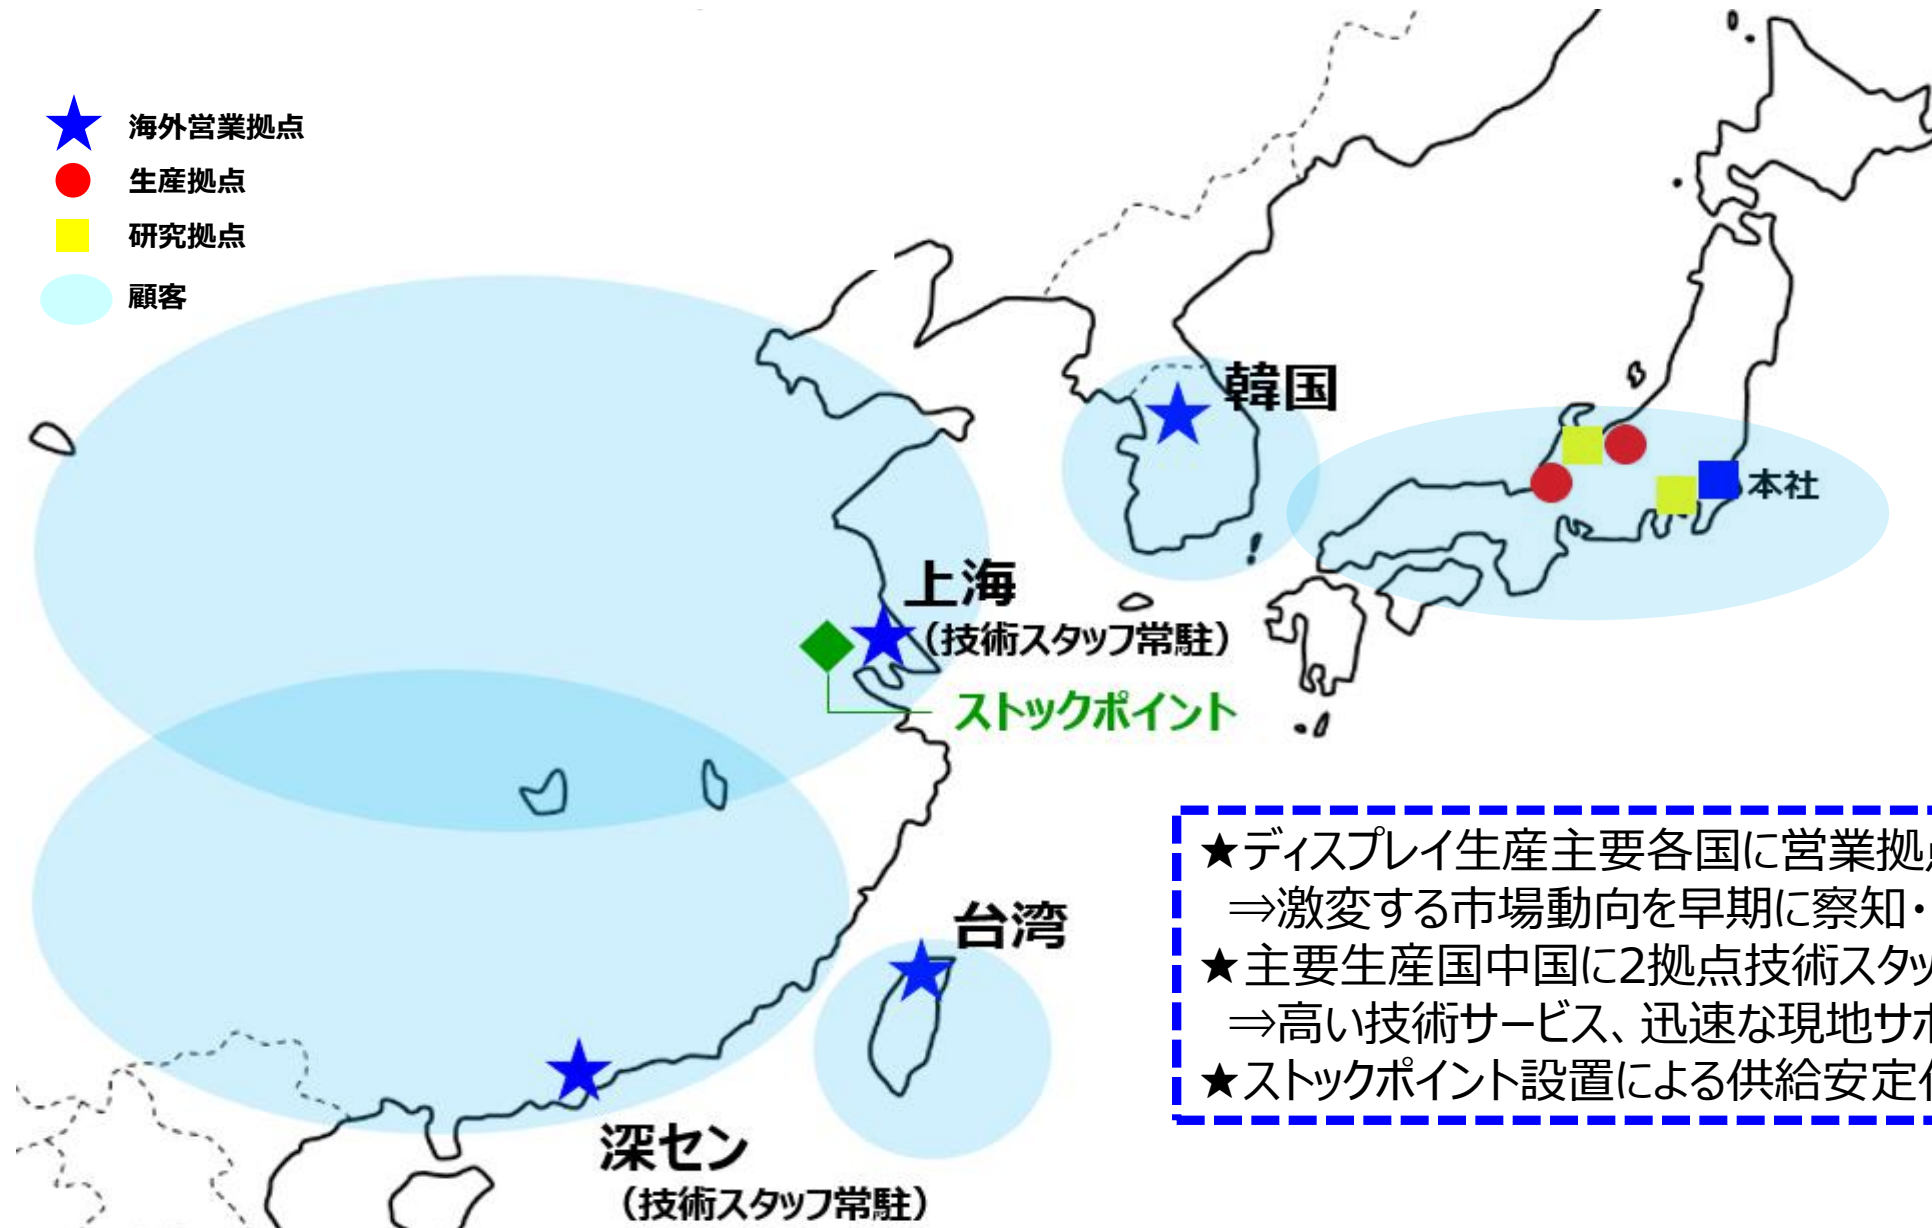 海外営業拠点
生産拠点
研究拠点
顧客
韓国
本社
上海
（技術スタッフ常駐）
ストックポイント
台湾
深セン
（技術スタッフ常駐）
★ディスプレイ生産主要各国に営業拠点
⇒激変する市場動向を早期に察知・
★主要生産国中国に2拠点技術スタッ
⇒高い技術サービス、迅速な現地サポ
★ストックポイント設置による供給安定化